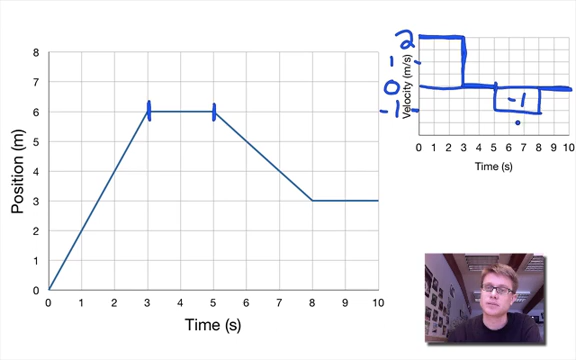 8
7
6
5
4
3
2
1
0
Position (m)
0 1 2 3 4 5 6 7 8 9 10
Time (s)
2
1
0
-1
Velocity (m/s)
-1
0 1 2 3 4 5 6 7 8 9 10
Time (s)